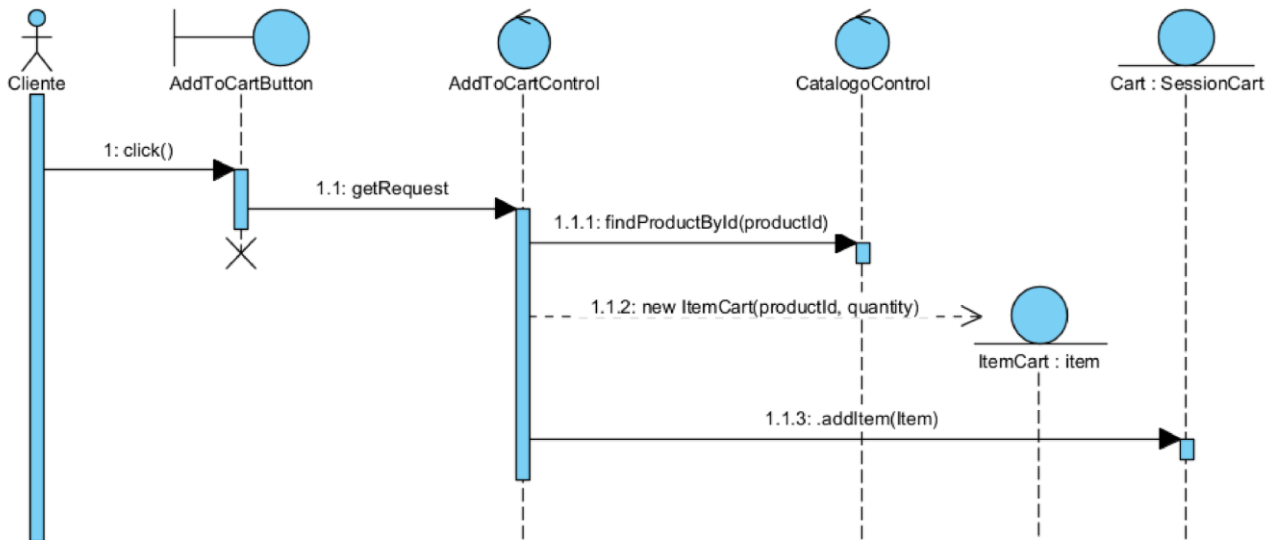 Cliente
AddToCartButton
AddToCartControl
CatalogoControl
Cart : SessionCart
1: click()
1.1: getRequest
1.1.1: findProductById(productId)
1.1.2: new ItemCart(productId, quantity)
ItemCart : item
1.1.3: .addItem(Item)